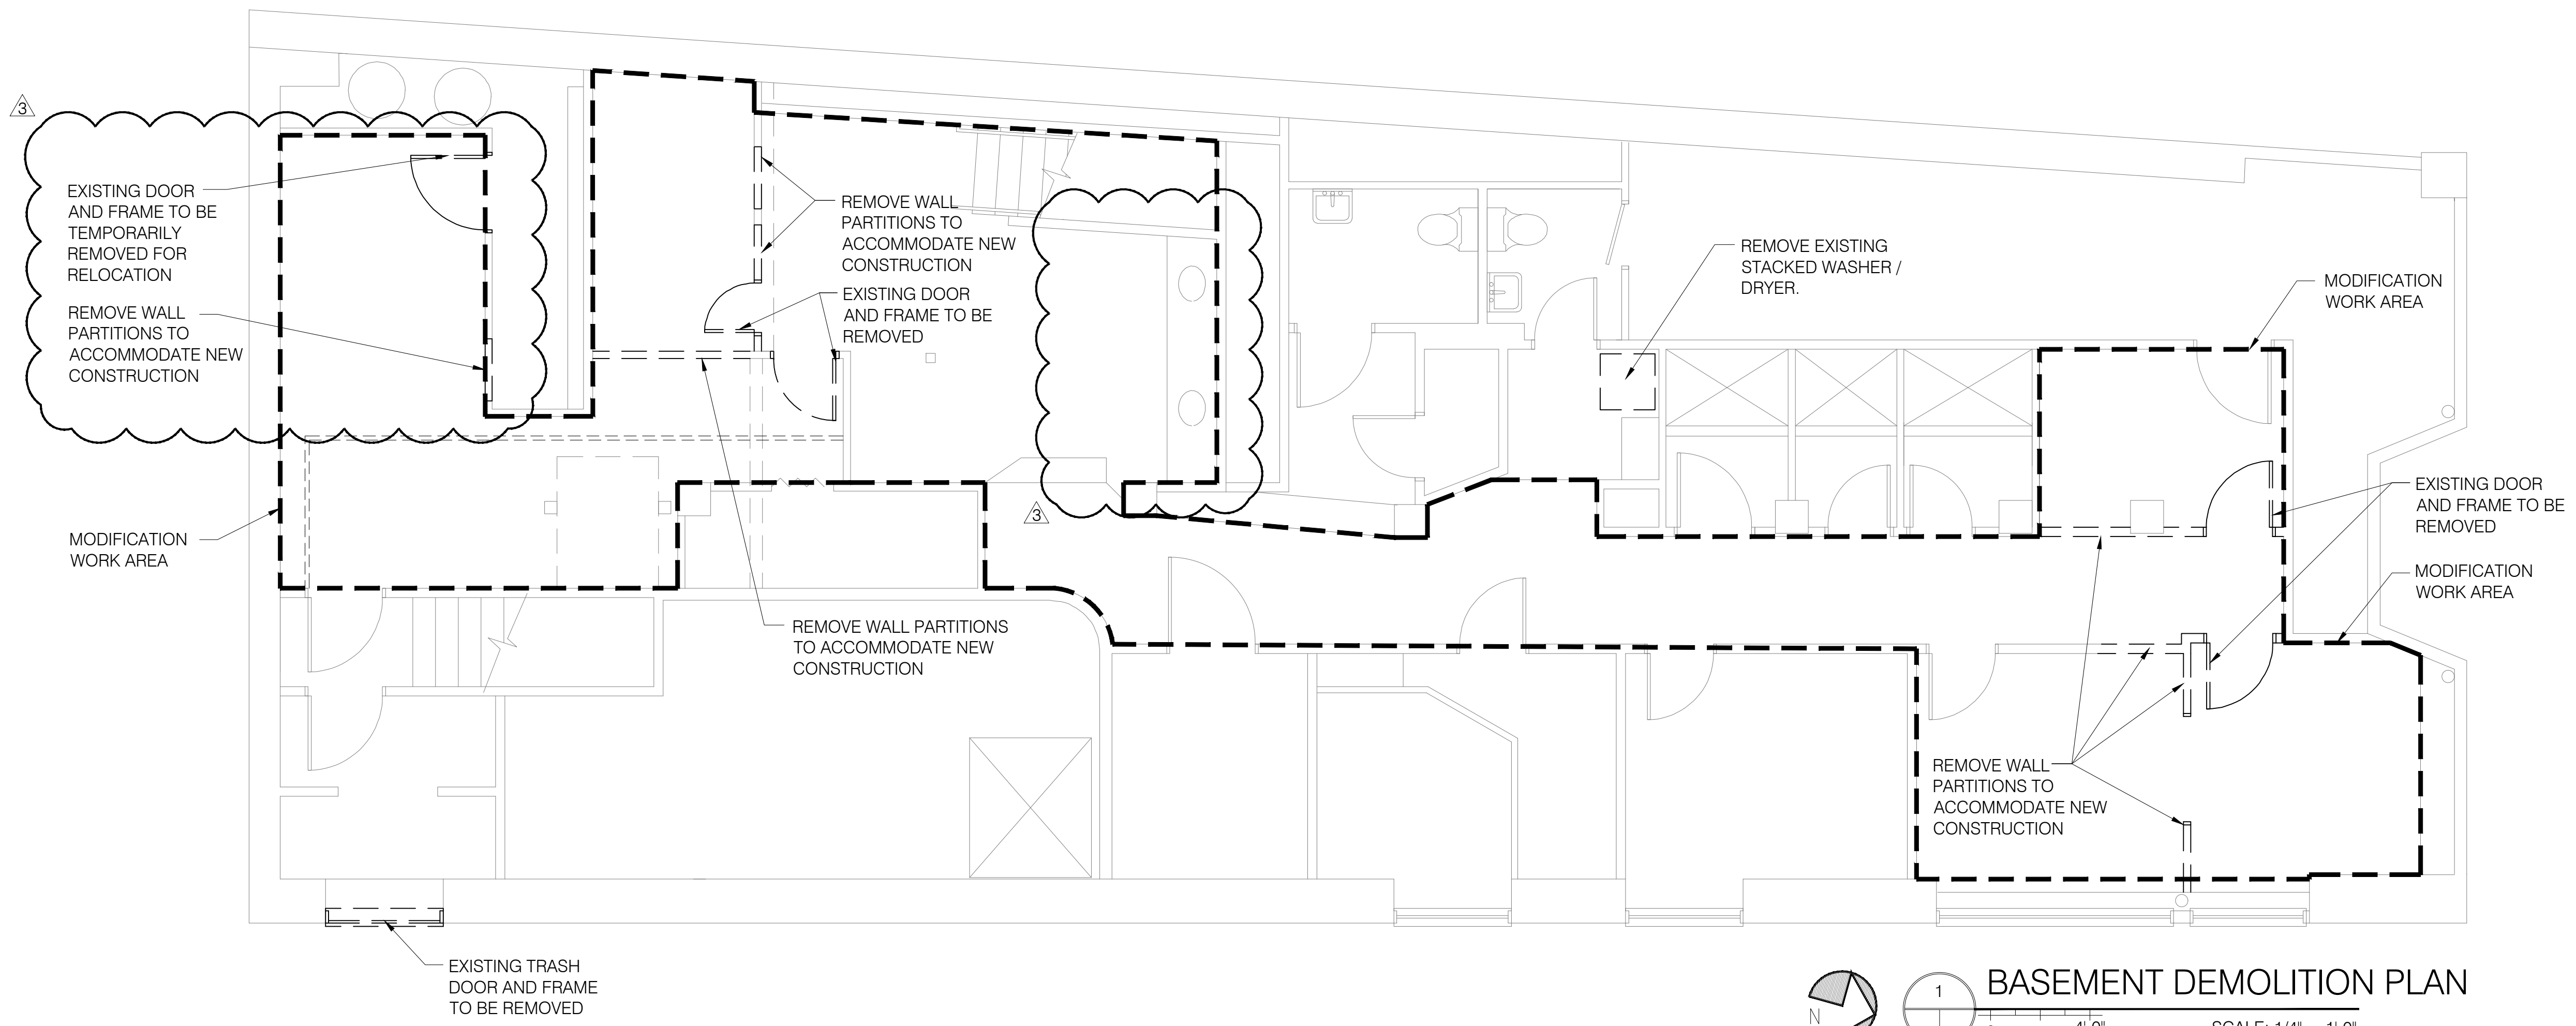 3
EXISTING DOOR
AND FRAME TO BE
TEMPORARILY
REMOVED FOR
RELOCATION
REMOVE WALL
PARTITIONS TO
ACCOMMODATE NEW
CONSTRUCTION
MODIFICATION
WORK AREA
REMOVE WALL
PARTITIONS TO
ACCOMMODATE NEW
CONSTRUCTION
EXISTING DOOR
AND FRAME TO BE
REMOVED
3
REMOVE WALL PARTITIONS
TO ACCOMMODATE NEW
CONSTRUCTION
REMOVE EXISTING
STACKED WASHER /
DRYER.
MODIFICATION
WORK AREA
EXISTING DOOR
AND FRAME TO BE
REMOVED
MODIFICATION
WORK AREA
REMOVE WALL
PARTITIONS TO
ACCOMMODATE NEW
CONSTRUCTION
EXISTING TRASH
DOOR AND FRAME
TO BE REMOVED
N
1
BASEMENT DEMOLITION PLAN